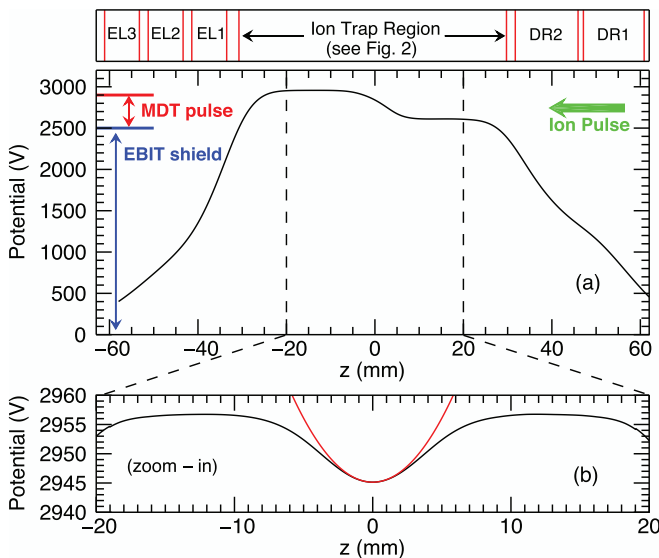 EL3 EL2 EL1 Ion Trap Region DR2 DR1
(see Fig. 2)
3000
2500
2000
1500
1000
500
0
Potential (V)
MDT pulse
EBIT shield
Ion Pulse
(a)
−60 −40 −20 0 20 40 60
z (mm)
2960
2955
2950
2945
2940
Potential (V)
(zoom − in)
(b)
−20 −10 0 10 20
z (mm)